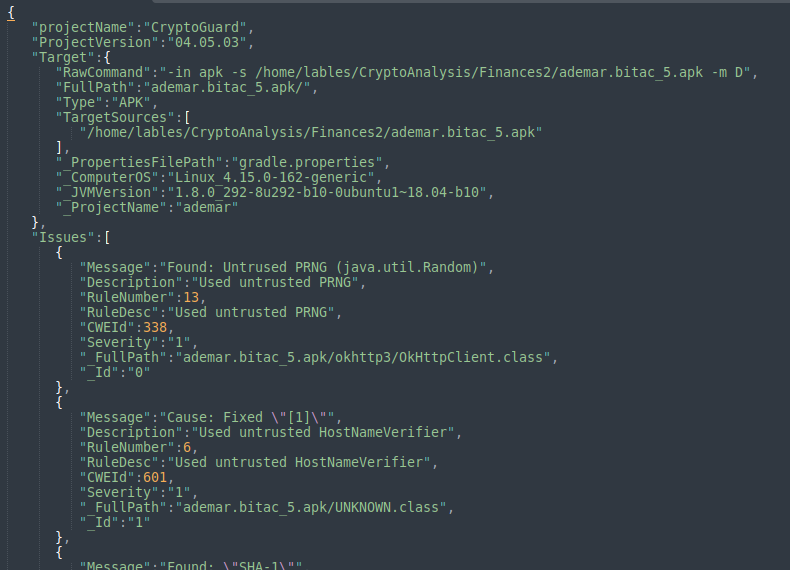 {
"projectName":"CryptoGuard",
"ProjectVersion":"04.05.03",
"Target":{
"RawCommand":"-in apk -s /home/lables/CryptoAnalysis/Finances2/ademar.bitac_5.apk -m D",
"FullPath":"ademar.bitac_5.apk/",
"Type":"APK",
"TargetSources":[
"/home/lables/CryptoAnalysis/Finances2/ademar.bitac_5.apk"
],
"_PropertiesFilePath":"gradle.properties",
"_ComputerOS":"Linux_4.15.0-162-generic",
"_JVMVersion":"1.8.0_292-8u292-b10-0ubuntu1~18.04-b10",
"_ProjectName":"ademar"
},
"Issues":[
{
"Message":"Found: Untrused PRNG (java.util.Random)",
"Description":"Used untrusted PRNG",
"RuleNumber":13,
"RuleDesc":"Used untrusted PRNG",
"CWEId":338,
"Severity":"1",
"_FullPath":"ademar.bitac_5.apk/okhttp3/OkHttpClient.class",
"_Id":"0"
},
{
"Message":"Cause: Fixed \"[1]\"",
"Description":"Used untrusted HostNameVerifier",
"RuleNumber":6,
"RuleDesc":"Used untrusted HostNameVerifier",
"CWEId":601,
"Severity":"1",
"_FullPath":"ademar.bitac_5.apk/UNKNOWN.class",
"_Id":"1"
},
{
"Message":"Found: \"SHA-1\""